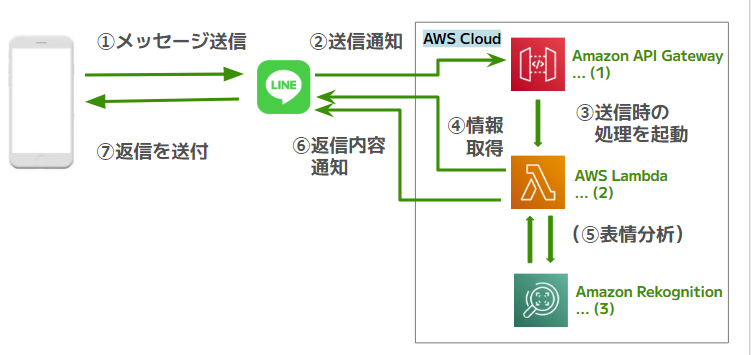 ①メッセージ送信
②送信通知
AWS Cloud
LINE
Amazon API Gateway
... (1)
③送信時の
処理を起動
④情報
取得
⑥返信内容
通知
⑦返信を送付
AWS Lambda
... (2)
(⑤表情分析)
Amazon Rekognition
... (3)